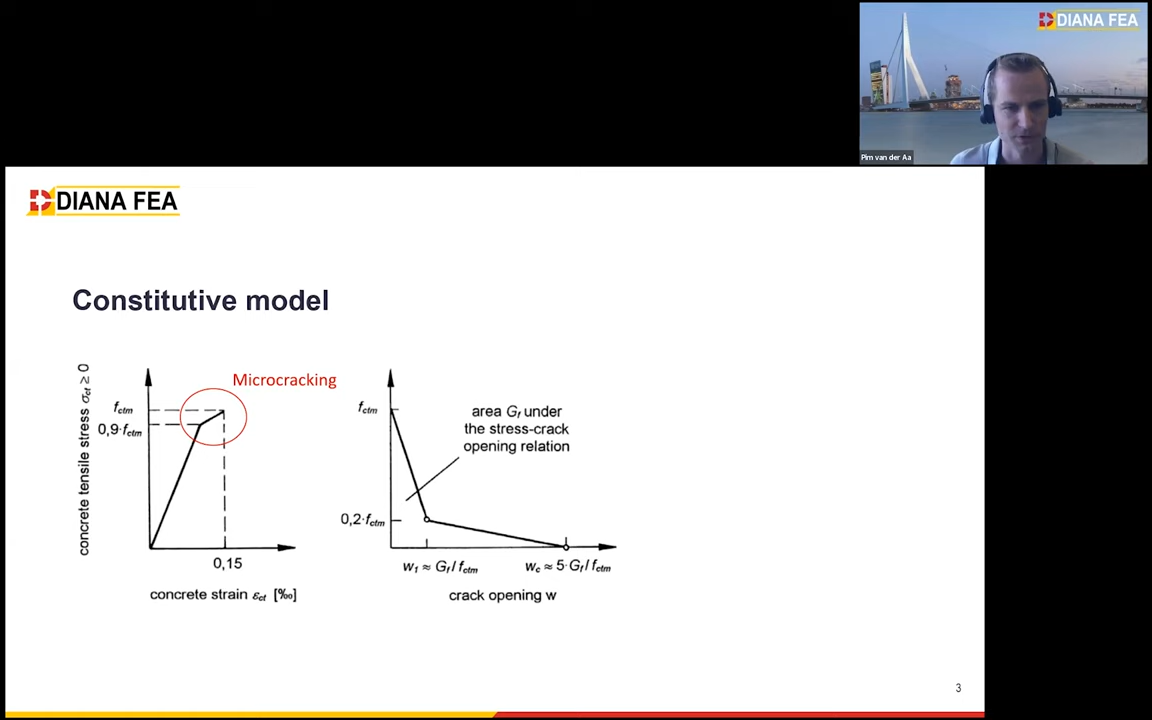 DIANA FEA
Pim van der Aa
DIANA FEA
Constitutive model
concrete tensile stress σct ≥ 0
fctm
0,9·fctm
Microcracking
0,15
concrete strain εct [‰]
fctm
0,2·fctm
area Gf under
the stress-crack
opening relation
w1 ≈ Gf / fctm
wc ≈ 5·Gf / fctm
crack opening w
3